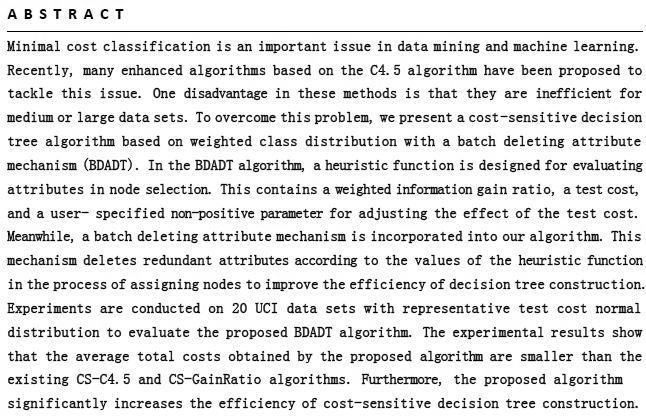 A B S T R A C T
Minimal cost classification is an important issue in data mining and machine learning.
Recently, many enhanced algorithms based on the C4.5 algorithm have been proposed to
tackle this issue. One disadvantage in these methods is that they are inefficient for
medium or large data sets. To overcome this problem, we present a cost-sensitive decision
tree algorithm based on weighted class distribution with a batch deleting attribute
mechanism (BDADT). In the BDADT algorithm, a heuristic function is designed for evaluating
attributes in node selection. This contains a weighted information gain ratio, a test cost,
and a user- specified non-positive parameter for adjusting the effect of the test cost.
Meanwhile, a batch deleting attribute mechanism is incorporated into our algorithm. This
mechanism deletes redundant attributes according to the values of the heuristic function
in the process of assigning nodes to improve the efficiency of decision tree construction.
Experiments are conducted on 20 UCI data sets with representative test cost normal
distribution to evaluate the proposed BDADT algorithm. The experimental results show
that the average total costs obtained by the proposed algorithm are smaller than the
existing CS-C4.5 and CS-GainRatio algorithms. Furthermore, the proposed algorithm
significantly increases the efficiency of cost-sensitive decision tree construction.